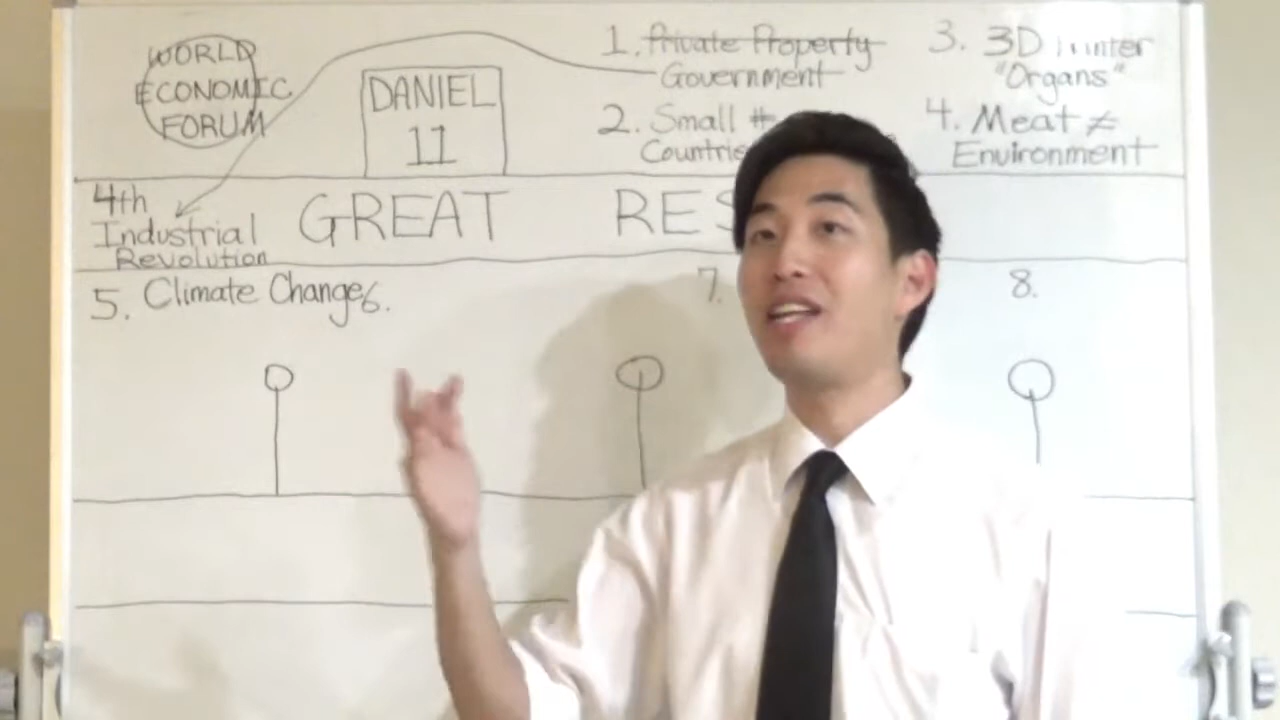 WORLD
ECONOMIC
FORUM
DANIEL
11
1. Private Property
Government
2. Small #
Countrie
3. 3D
"Organs"
4. Meat ≠
Environment
4th
Industrial
Revolution
GREAT RES
5. Climate Change
6.
7.
8.